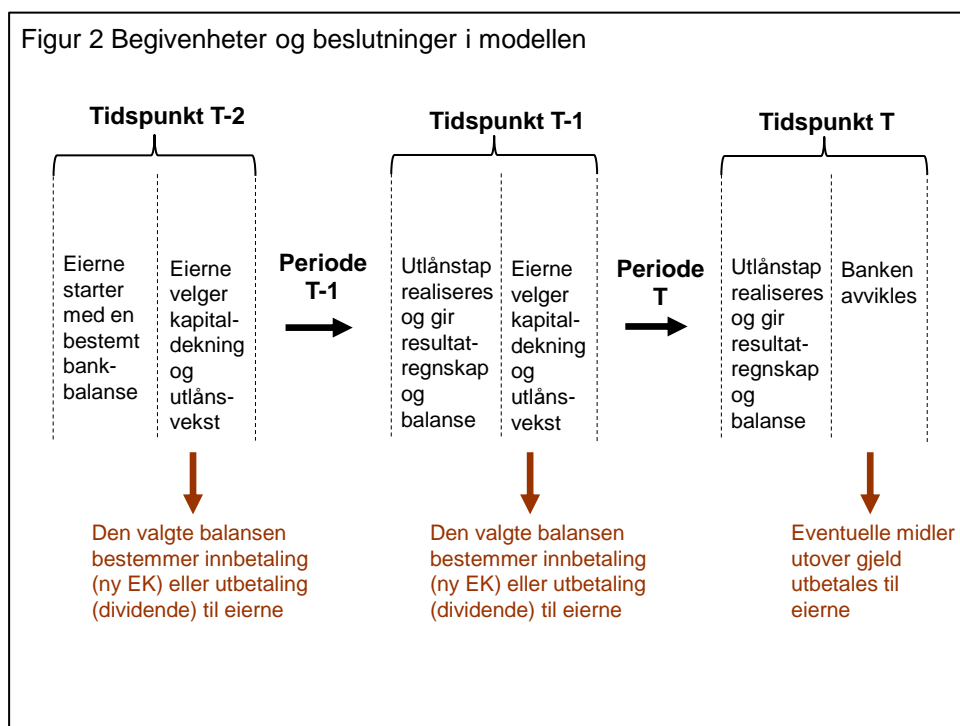 Figur 2 Begivenheter og beslutninger i modellen
Tidspunkt T-2
Eierne
starter
med en
bestemt
bank-
balanse
Eierne
velger
kapital-
dekning
og
utlåns-
vekst
Den valgte balansen
bestemmer innbetaling
(ny EK) eller utbetaling
(dividende) til eierne
Periode
T-1
Tidspunkt T-1
Utlånstap
realiseres
og gir
resultat-
regnskap
og
balanse
Eierne
velger
kapital-
dekning
og
utlåns-
vekst
Den valgte balansen
bestemmer innbetaling
(ny EK) eller utbetaling
(dividende) til eierne
Periode
T
Tidspunkt T
Utlånstap
realiseres
og gir
resultat-
regnskap
og
balanse
Banken
avvikles
Eventuelle midler
utover gjeld
utbetales til
eierne